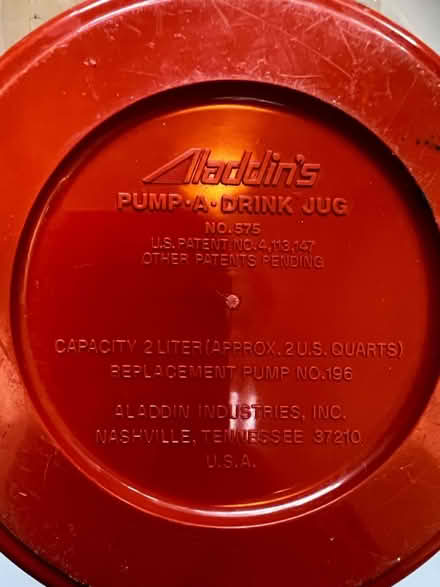 Aladdin's
PUMP·A·DRINK JUG
NO. 575
U.S. PATENT NO. 4,113,147
OTHER PATENTS PENDING
CAPACITY 2 LITER (APPROX. 2 U.S. QUARTS)
REPLACEMENT PUMP NO. 196
ALADDIN INDUSTRIES, INC.
NASHVILLE, TENNESSEE 37210
U.S.A.